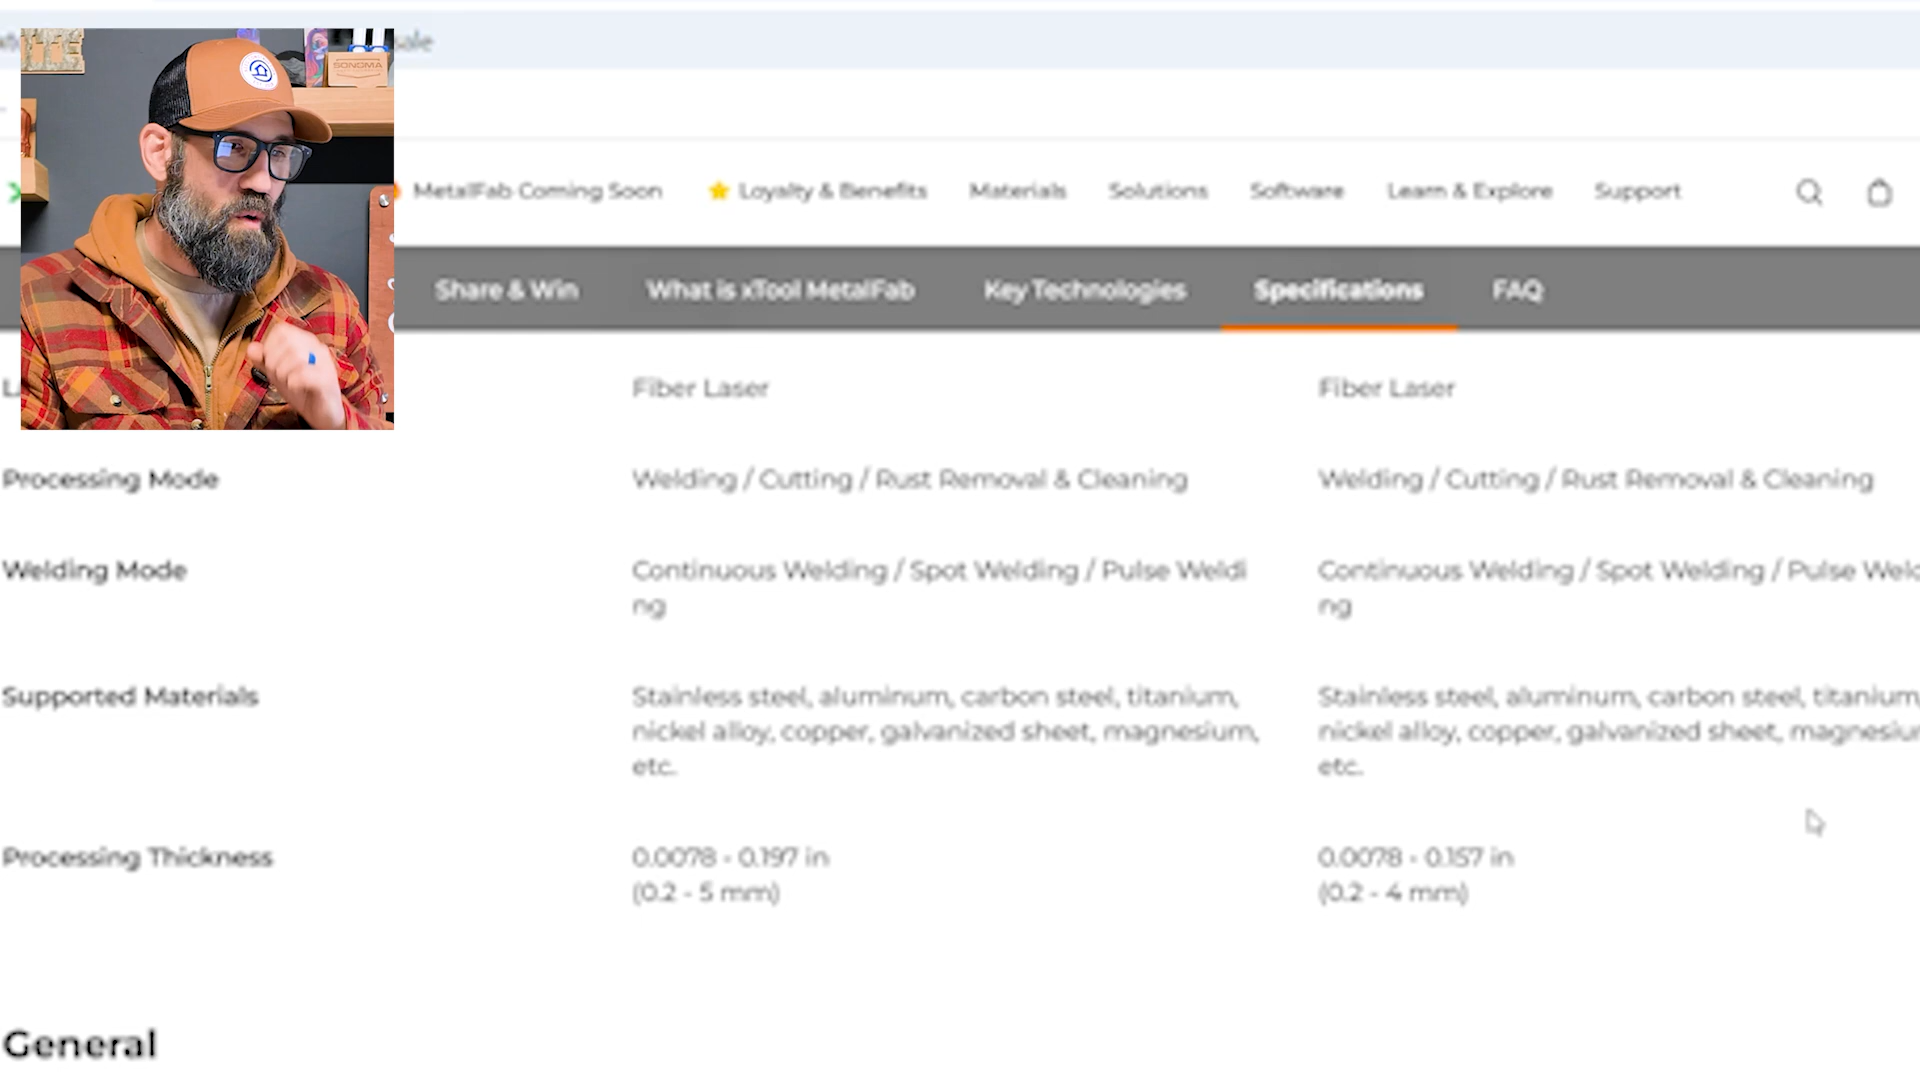 sale
SONOMA
MetalFab Coming Soon
Loyalty & Benefits
Materials
Solutions
Software
Learn & Explore
Support
Share & Win
What is xTool MetalFab
Key Technologies
Specifications
FAQ
Fiber Laser
Fiber Laser
Processing Mode
Welding / Cutting / Rust Removal & Cleaning
Welding / Cutting / Rust Removal & Cleaning
Welding Mode
Continuous Welding / Spot Welding / Pulse Weldi
ng
Continuous Welding / Spot Welding / Pulse Weld
ng
Supported Materials
Stainless steel, aluminum, carbon steel, titanium,
nickel alloy, copper, galvanized sheet, magnesium,
etc.
Stainless steel, aluminum, carbon steel, titanium,
nickel alloy, copper, galvanized sheet, magnesiu
etc.
Processing Thickness
0.0078 - 0.197 in
(0.2 - 5 mm)
0.0078 - 0.157 in
(0.2 - 4 mm)
General